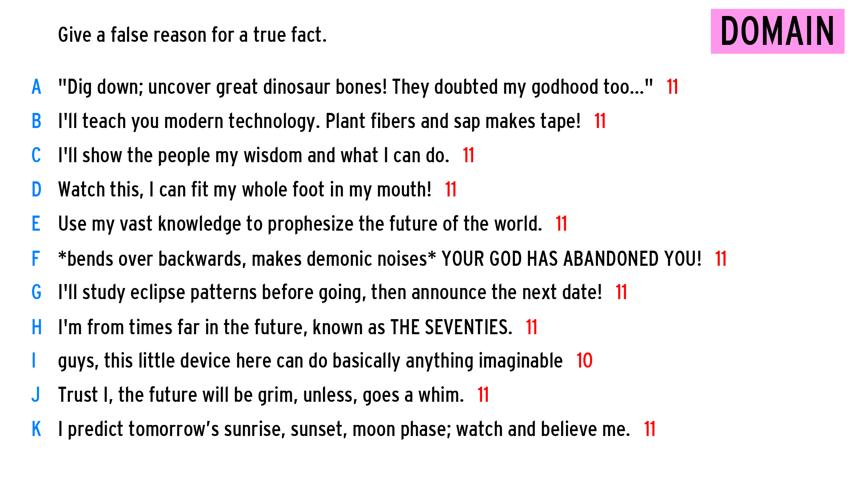 Give a false reason for a true fact.
DOMAIN
A "Dig down; uncover great dinosaur bones! They doubted my godhood too..." 11
B I'll teach you modern technology. Plant fibers and sap makes tape! 11
C I'll show the people my wisdom and what I can do. 11
D Watch this, I can fit my whole foot in my mouth! 11
E Use my vast knowledge to prophesize the future of the world. 11
F *bends over backwards, makes demonic noises* YOUR GOD HAS ABANDONED YOU! 11
G I'll study eclipse patterns before going, then announce the next date! 11
H I'm from times far in the future, known as THE SEVENTIES. 11
I guys, this little device here can do basically anything imaginable 10
J Trust I, the future will be grim, unless, goes a whim. 11
K I predict tomorrow’s sunrise, sunset, moon phase; watch and believe me. 11